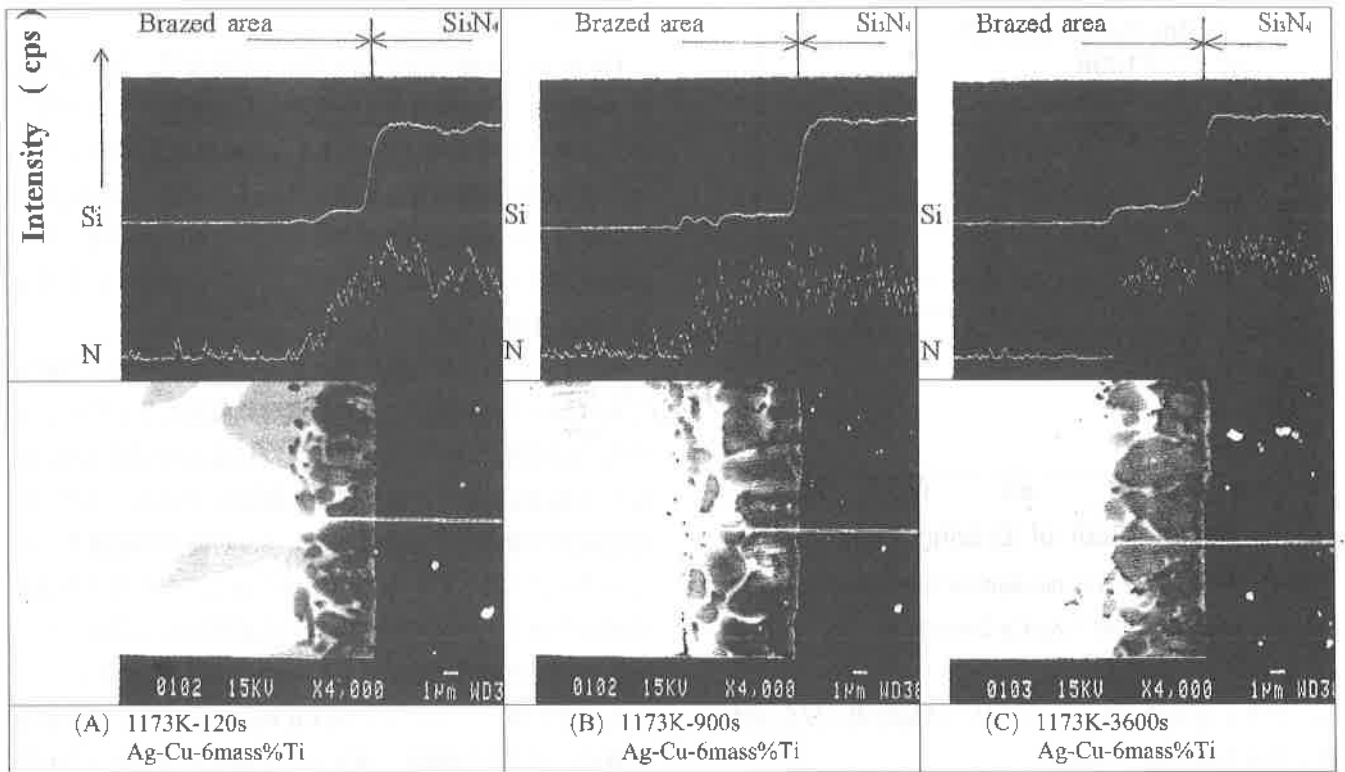 Brazed area Si₃N₄
Brazed area Si₃N₄
Brazed area Si₃N₄
Intensity ( cps )
Si
N
Si
N
Si
N
0102 15KV X4,000 1µm WD38
0102 15KV X4,000 1µm WD38
0103 15KV X4,000 1µm WD38
(A) 1173K-120s
Ag-Cu-6mass%Ti
(B) 1173K-900s
Ag-Cu-6mass%Ti
(C) 1173K-3600s
Ag-Cu-6mass%Ti